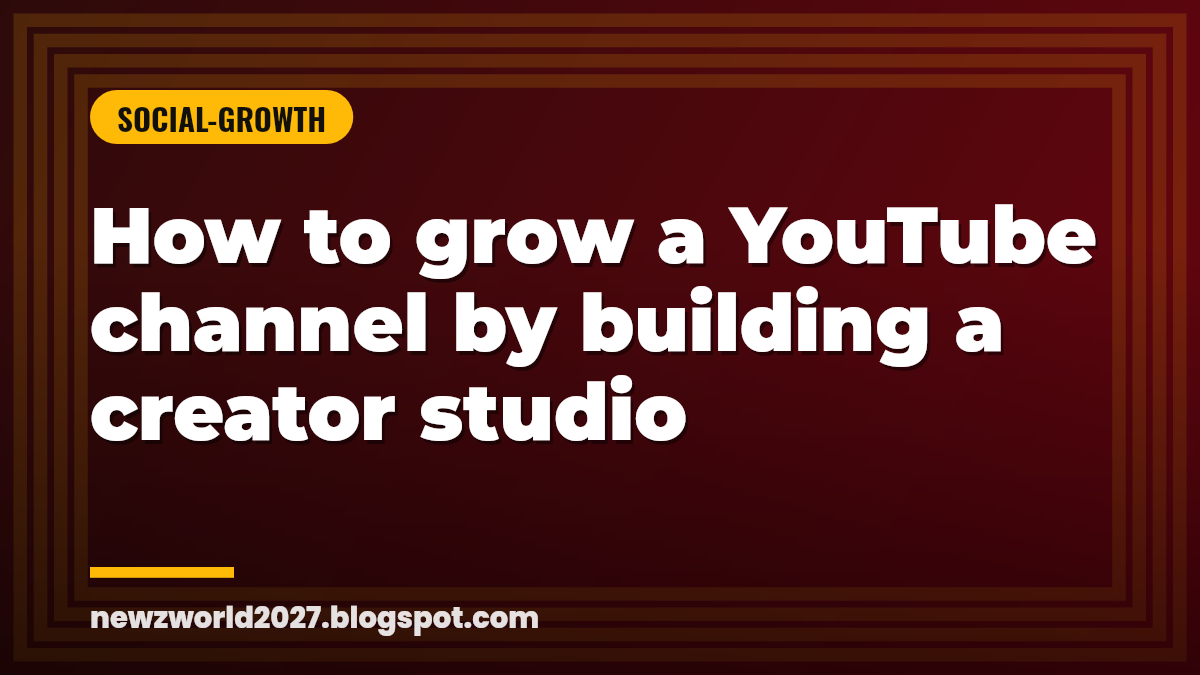 SOCIAL-GROWTH
How to grow a YouTube
channel by building a
creator studio
newzworld2027.blogspot.com